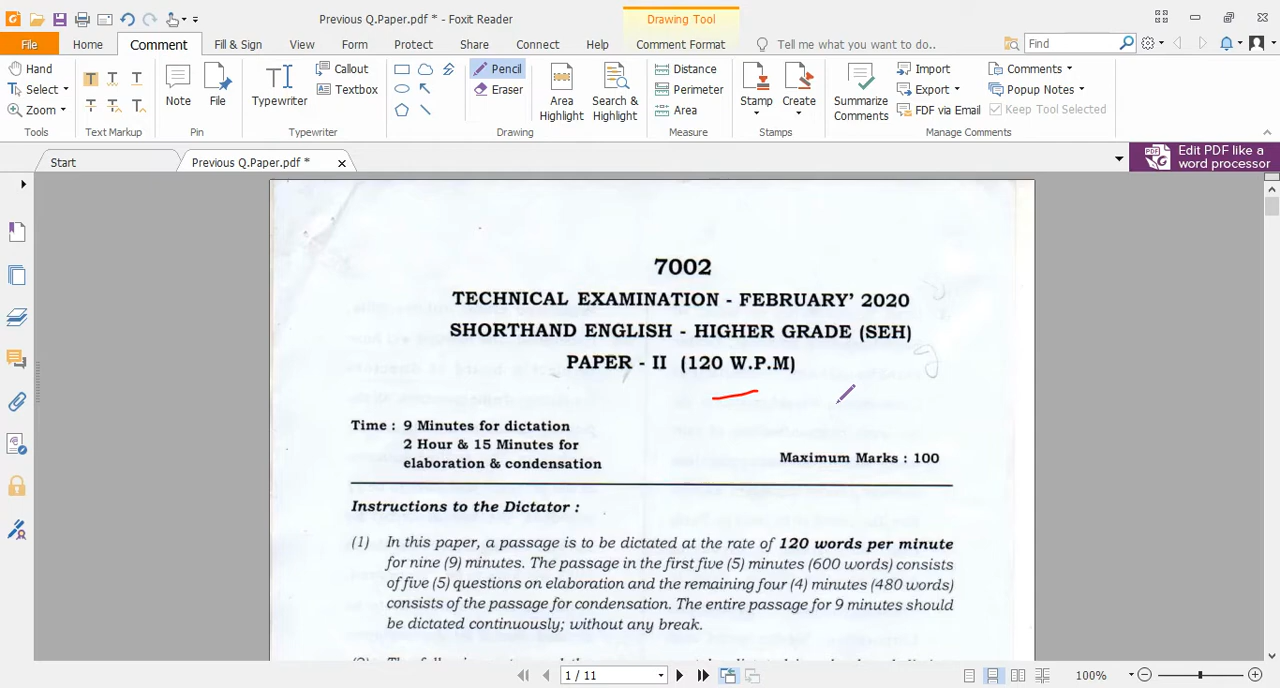 Previous Q.Paper.pdf * - Foxit Reader
Drawing Tool
File
Home
Comment
Fill & Sign
View
Form
Protect
Share
Connect
Help
Comment Format
Tell me what you want to do..
Find
Hand
Select
Zoom
Tools
Text Markup
Note
File
Pin
Typewriter
Callout
Textbox
Typewriter
Pencil
Eraser
Drawing
Area
Highlight
Search &
Highlight
Distance
Perimeter
Area
Measure
Stamp
Create
Stamps
Summarize
Comments
Import
Export
FDF via Email
Comments
Popup Notes
Keep Tool Selected
Manage Comments
Start
Previous Q.Paper.pdf *
Edit PDF like a
word processor
7002
TECHNICAL EXAMINATION - FEBRUARY' 2020
SHORTHAND ENGLISH - HIGHER GRADE (SEH)
PAPER - II (120 W.P.M)
Time : 9 Minutes for dictation
2 Hour & 15 Minutes for
elaboration & condensation
Maximum Marks : 100
Instructions to the Dictator :
(1) In this paper, a passage is to be dictated at the rate of 120 words per minute
for nine (9) minutes. The passage in the first five (5) minutes (600 words) consists
of five (5) questions on elaboration and the remaining four (4) minutes (480 words)
consists of the passage for condensation. The entire passage for 9 minutes should
be dictated continuously; without any break.
1 / 11
100%